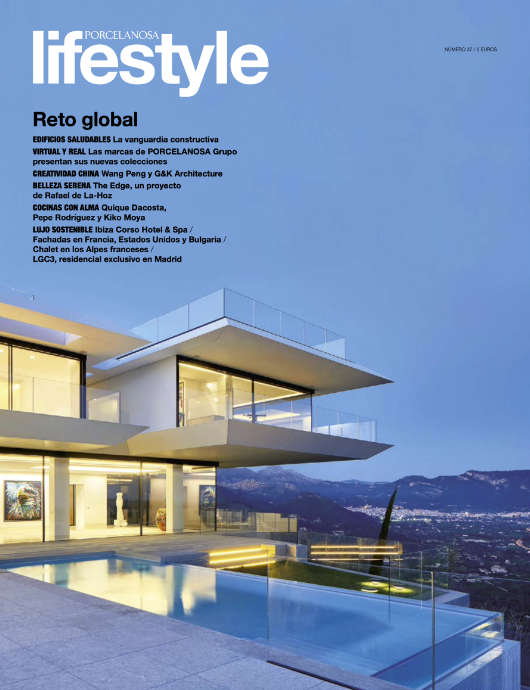 PORCELANOSA
lifestyle
NÚMERO 37 / 5 EUROS
Reto global
EDIFICIOS SALUDABLES La vanguardia constructiva
VIRTUAL Y REAL Las marcas de PORCELANOSA Grupo
presentan sus nuevas colecciones
CREATIVIDAD CHINA Wang Peng y G&K Architecture
BELLEZA SERENA The Edge, un proyecto
de Rafael de La-Hoz
COCINAS CON ALMA Quique Dacosta,
Pepe Rodríguez y Kiko Moya
LUJO SOSTENIBLE Ibiza Corso Hotel & Spa /
Fachadas en Francia, Estados Unidos y Bulgaria /
Chalet en los Alpes franceses /
LGC3, residencial exclusivo en Madrid